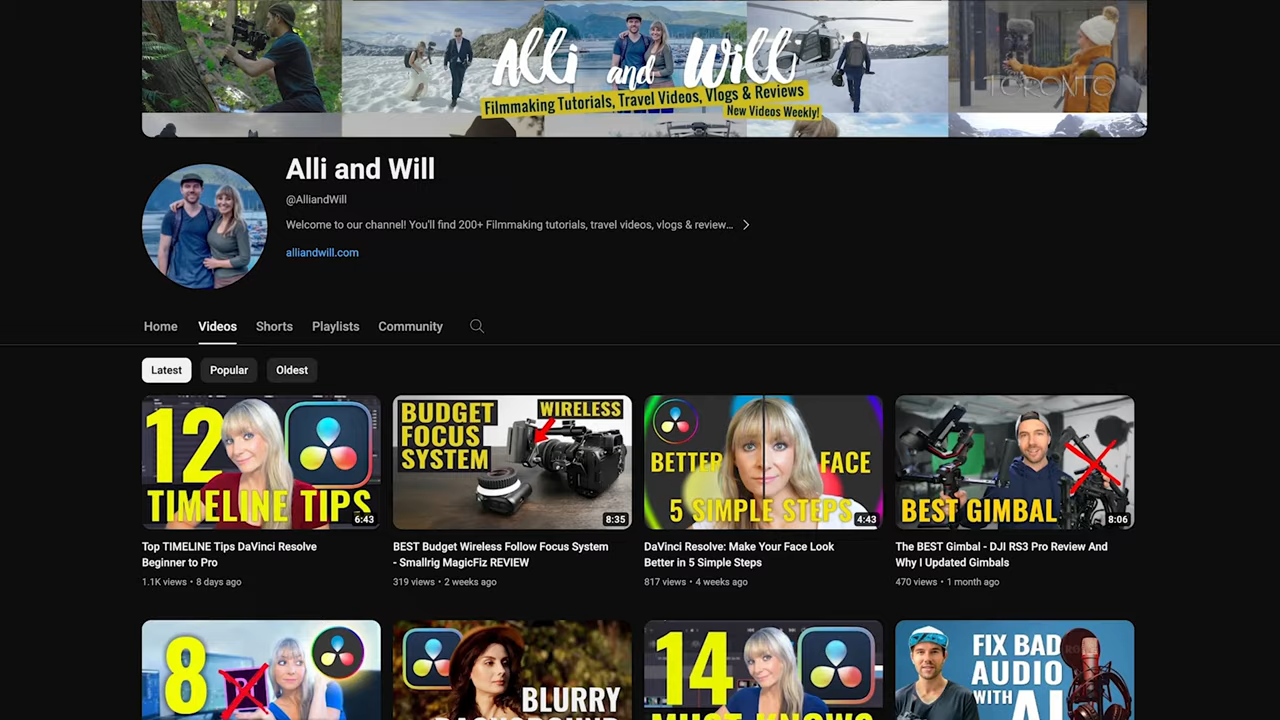 Alli and Will
Filmmaking Tutorials, Travel Videos, Vlogs & Reviews
New Videos Weekly!
TORONTO
Alli and Will
@AlliandWill
Welcome to our channel! You'll find 200+ Filmmaking tutorials, travel videos, vlogs & review...
alliandwill.com
Home Videos Shorts Playlists Community
Latest Popular Oldest
12
TIMELINE TIPS
6:43
BUDGET
FOCUS
SYSTEM
WIRELESS
8:35
BETTER FACE
5 SIMPLE STEPS
4:43
BEST GIMBAL
8:06
Top TIMELINE Tips DaVinci Resolve
Beginner to Pro
1.1K views • 8 days ago
BEST Budget Wireless Follow Focus System
- Smallrig MagicFiz REVIEW
319 views • 2 weeks ago
DaVinci Resolve: Make Your Face Look
Better in 5 Simple Steps
817 views • 4 weeks ago
The BEST Gimbal - DJI RS3 Pro Review And
Why I Updated Gimbals
470 views • 1 month ago
8
BLURRY
BACKGROUND
14
MUST-KNOWS
FIX BAD
AUDIO
WITH
AI